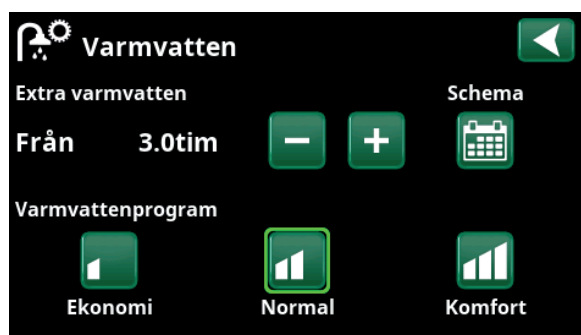 Varmvatten
Extra varmvatten
Schema
Från 3.0tim
Varmvattenprogram
Ekonomi Normal Komfort